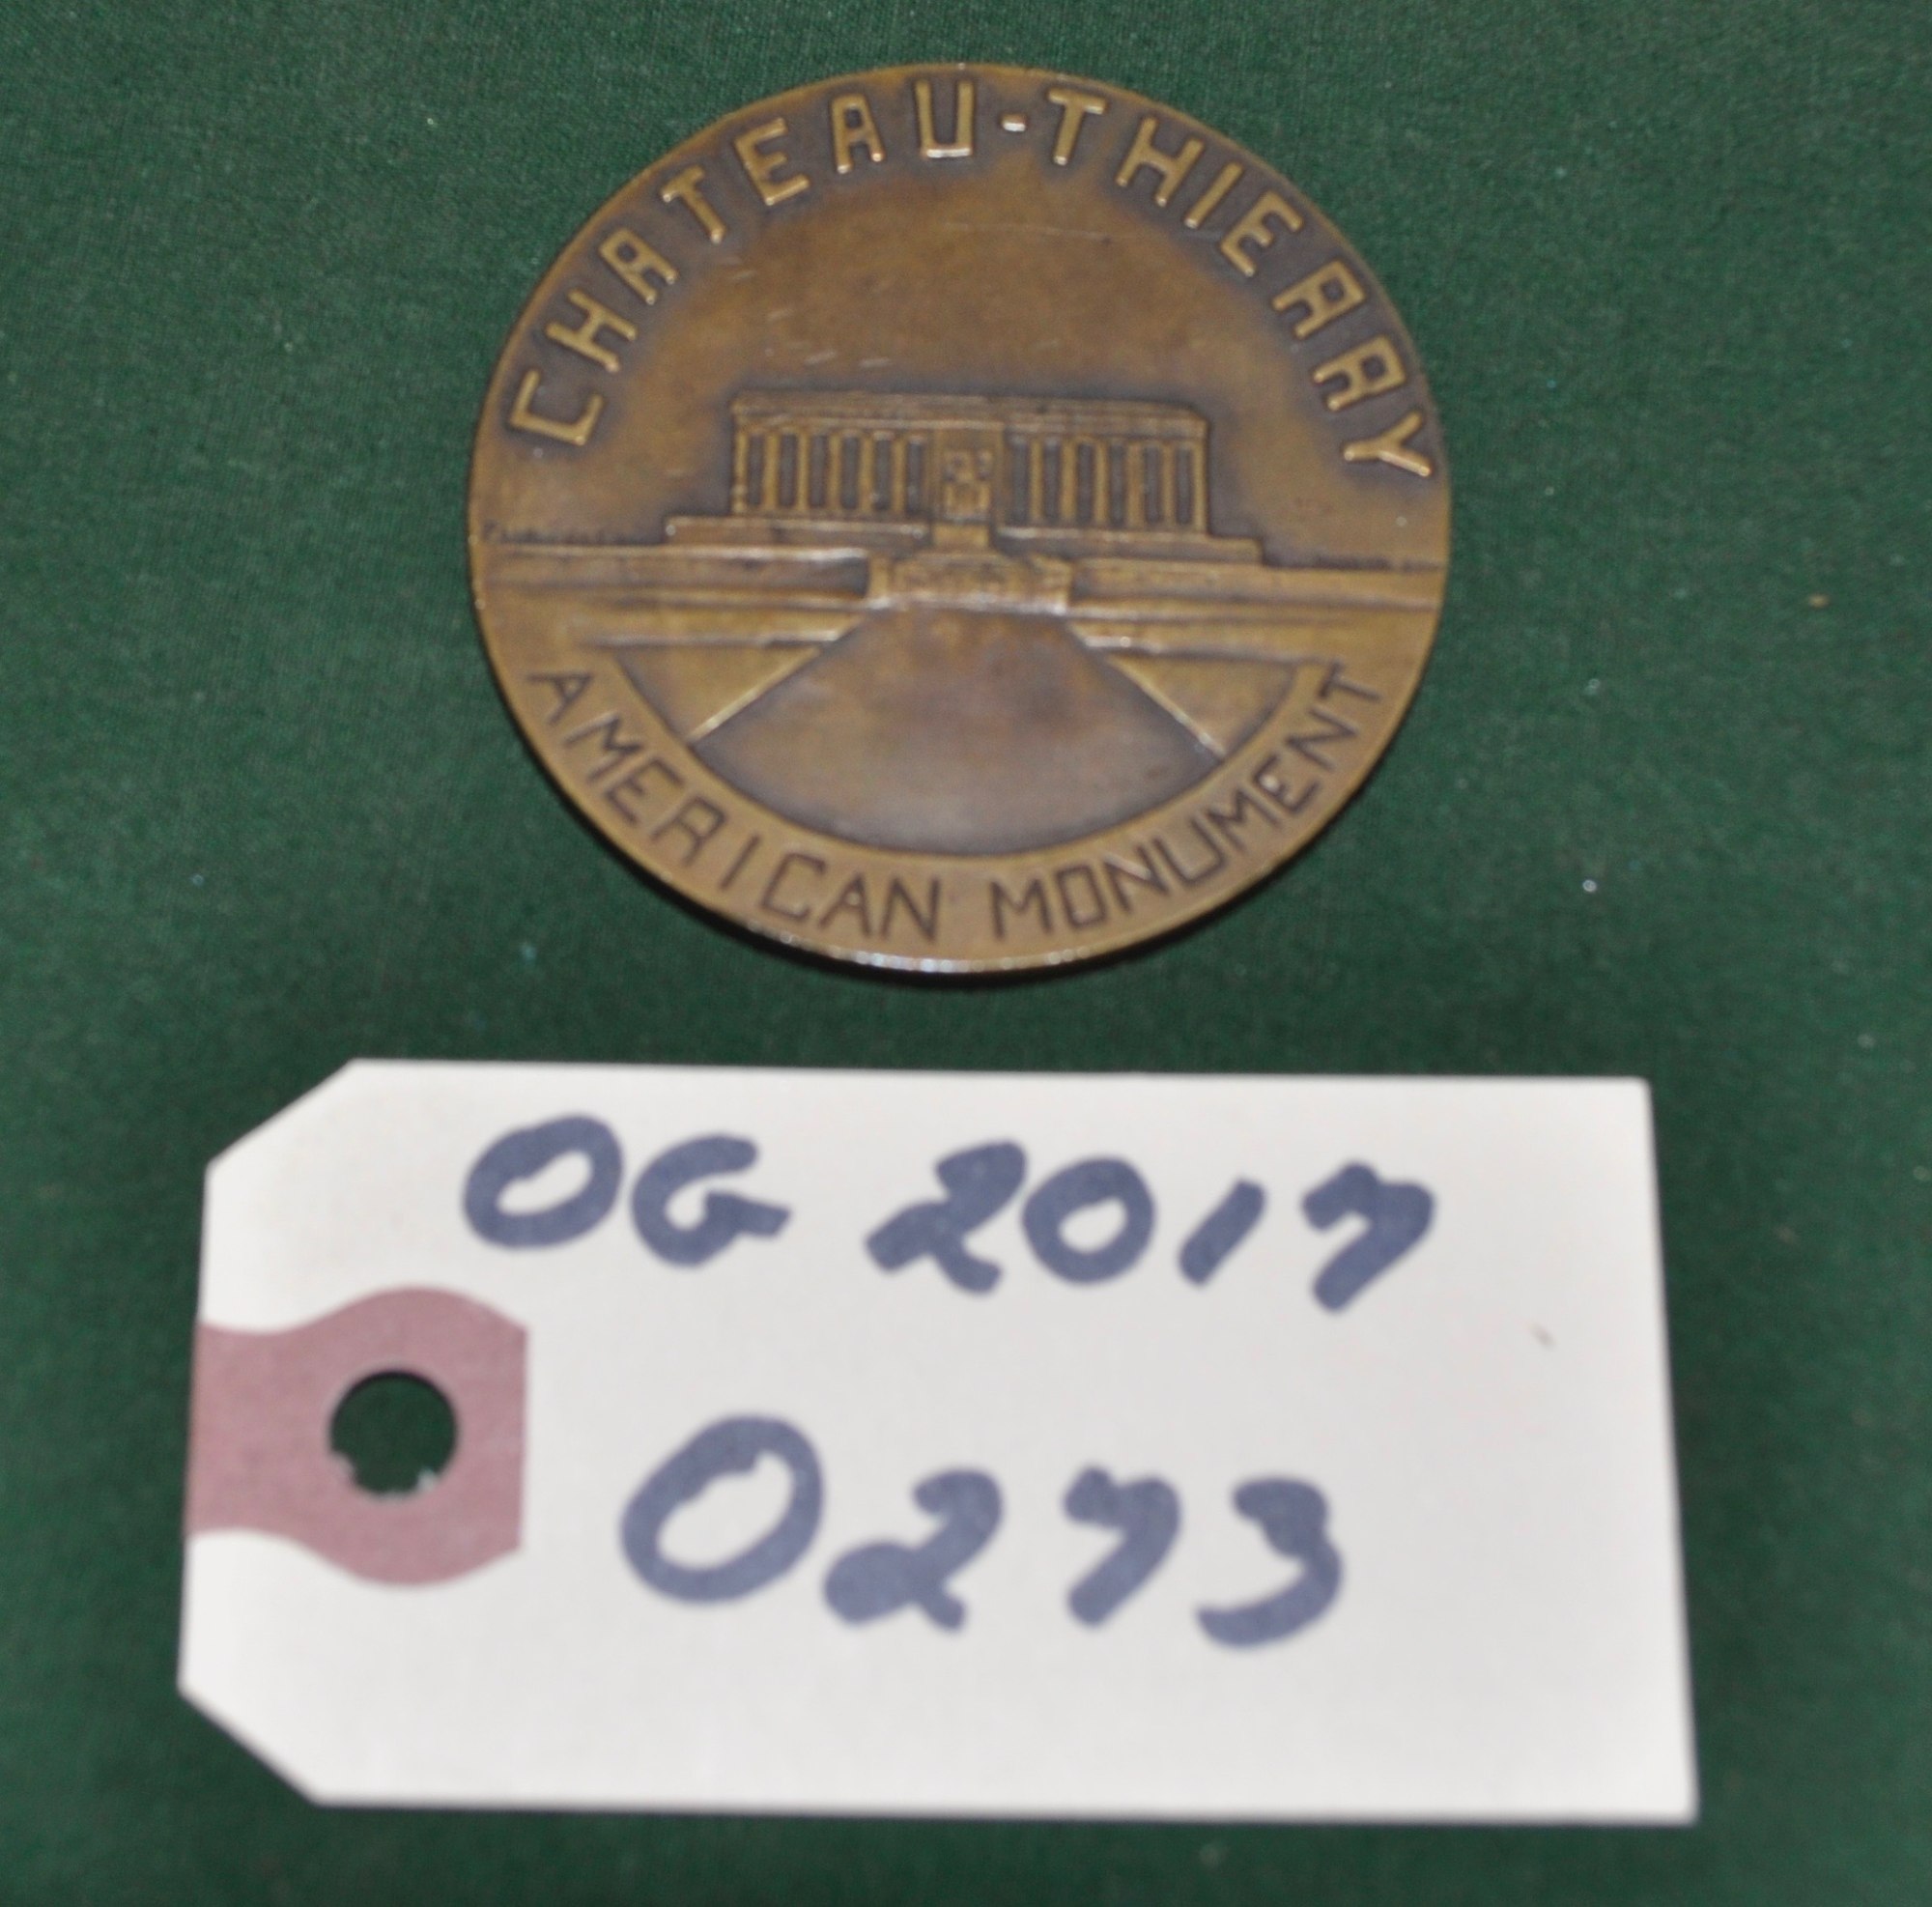 CHATEAU-THIERRY
AMERICAN MONUMENT
OG 2017
0273